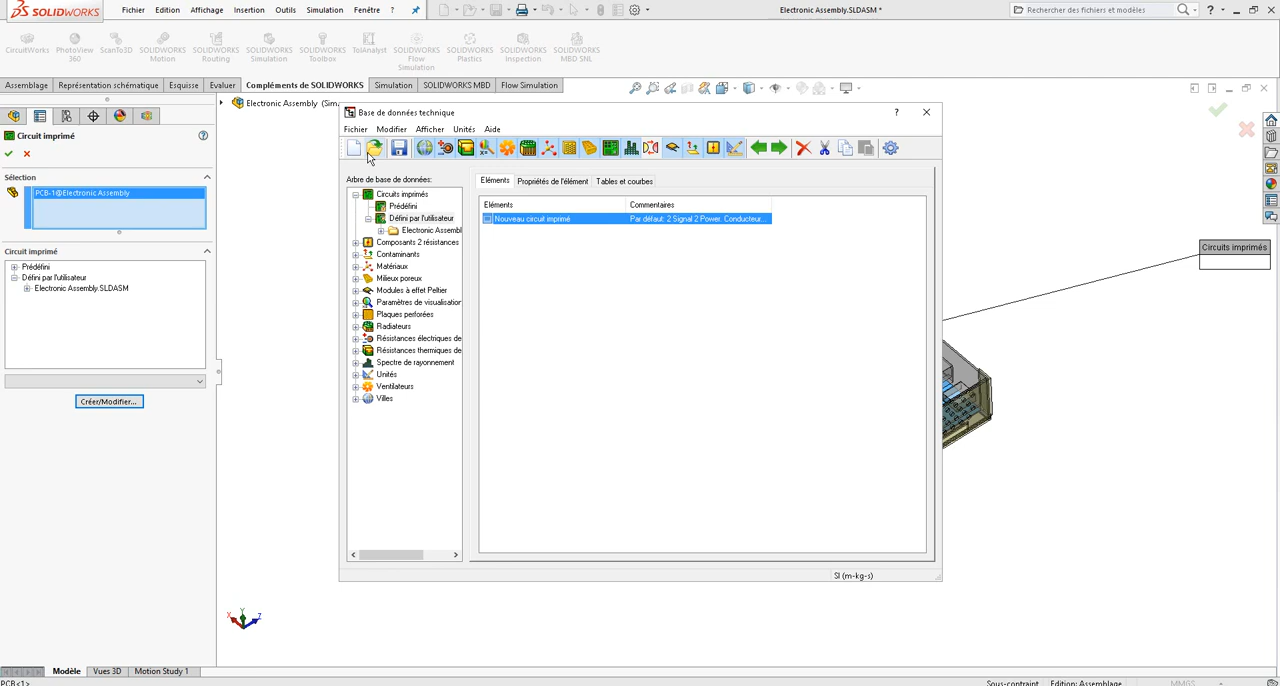 SOLIDWORKS
Fichier Edition Affichage Insertion Outils Simulation Fenêtre ?
Electronic Assembly.SLDASM *
Rechercher des fichiers et modèles
?
CircuitWorks
PhotoView 360
ScanTo3D
SOLIDWORKS Motion
SOLIDWORKS Routing
SOLIDWORKS Simulation
SOLIDWORKS Toolbox
TolAnalyst
SOLIDWORKS Flow Simulation
SOLIDWORKS Plastics
SOLIDWORKS Inspection
SOLIDWORKS MBD SNL
Assemblage Représentation schématique Esquisse Evaluer Compléments de SOLIDWORKS Simulation SOLIDWORKS MBD Flow Simulation
Electronic Assembly (Sim
Circuit imprimé
?
Sélection
PCB-1@Electronic Assembly
Circuit imprimé
Prédéfini
Défini par l'utilisateur
Electronic Assembly.SLDASM
Créer/Modifier...
Base de données technique
?
Fichier Modifier Afficher Unités Aide
Arbre de base de données:
Circuits imprimés
Prédéfini
Défini par l'utilisateur
Electronic Assembl
Composants 2 résistances
Contaminants
Matériaux
Milieux poreux
Modules à effet Peltier
Paramètres de visualisation
Plaques perforées
Radiateurs
Résistances électriques de
Résistances thermiques de
Spectre de rayonnement
Unités
Ventilateurs
Villes
Eléments Propriétés de l'élément Tables et courbes
Eléments Commentaires
Nouveau circuit imprimé Par défaut: 2 Signal 2 Power. Conducteur...
SI (m-kg-s)
Circuits imprimés
X Y Z
Modèle Vues 3D Motion Study 1
PCB<1>
Sous-contraint Edition: Assemblage MMGS